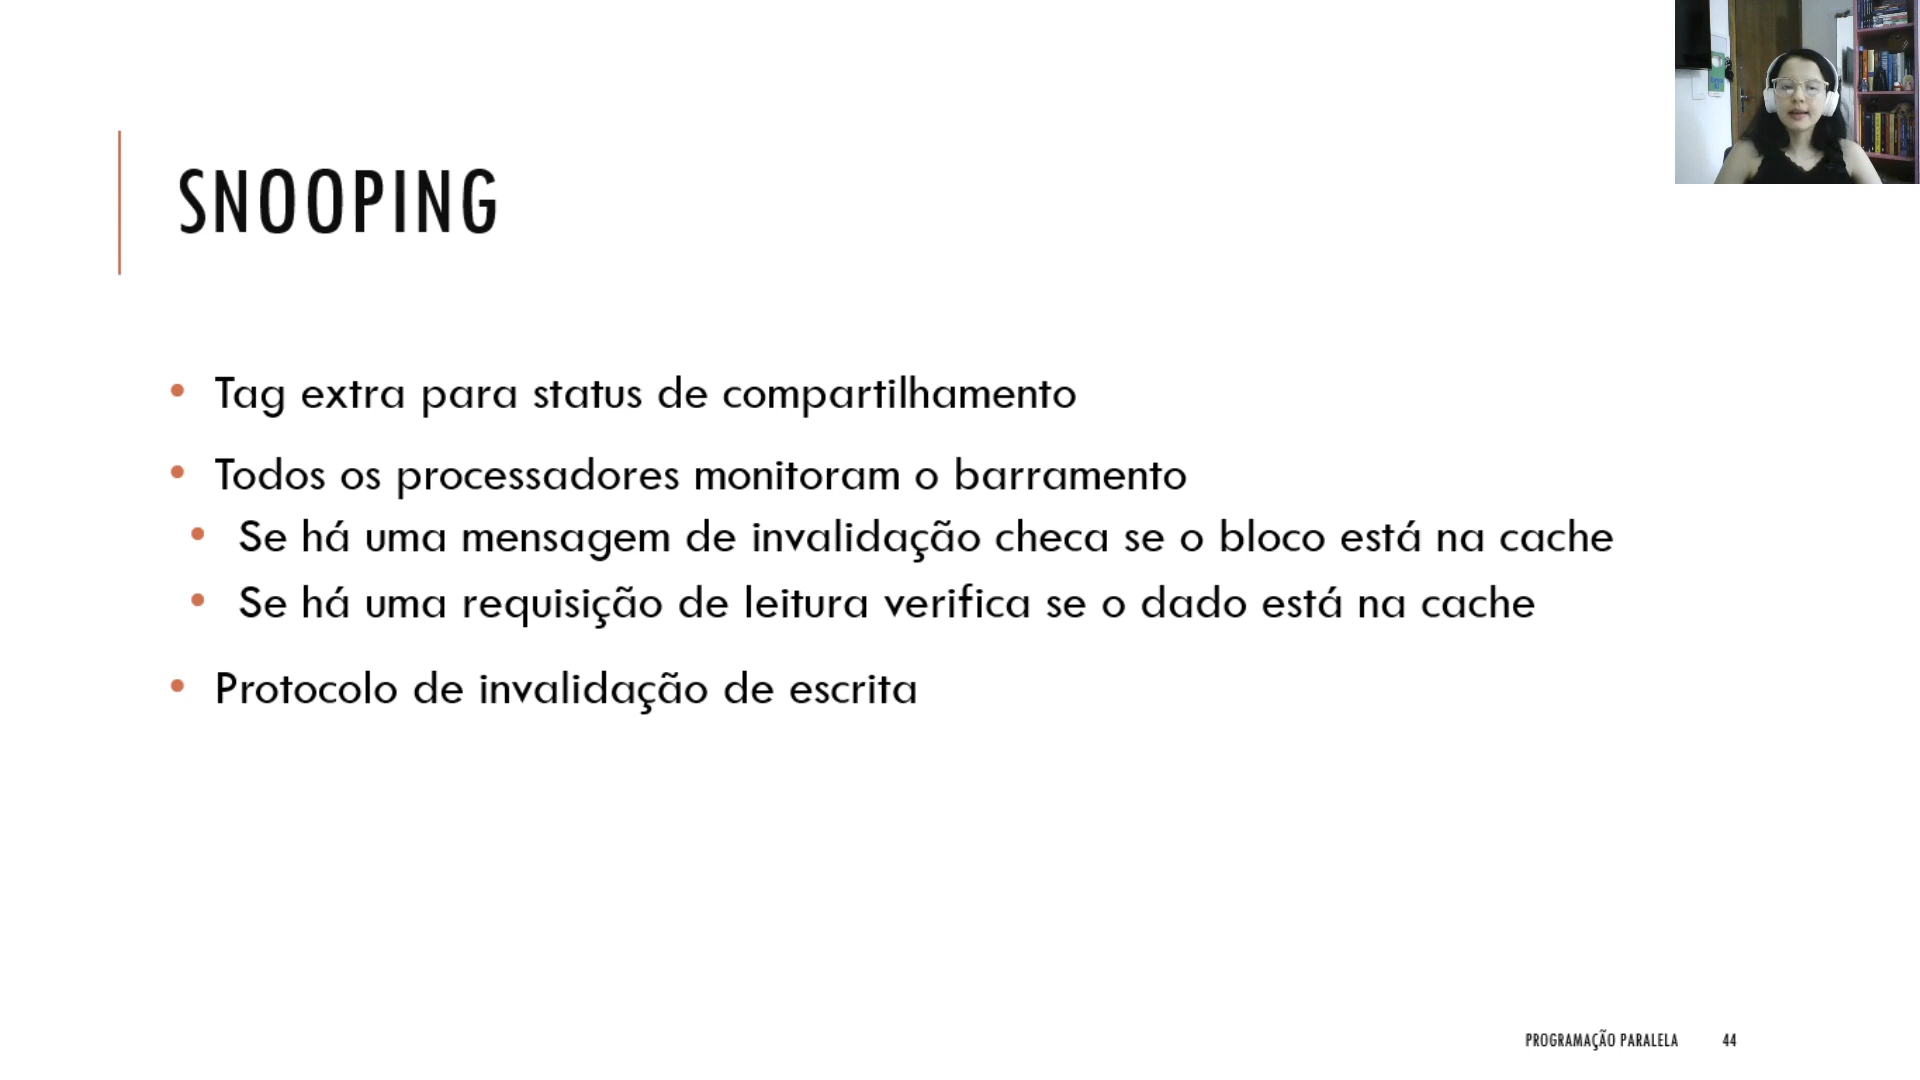 SNOOPING
• Tag extra para status de compartilhamento
• Todos os processadores monitoram o barramento
• Se há uma mensagem de invalidação checa se o bloco está na cache
• Se há uma requisição de leitura verifica se o dado está na cache
• Protocolo de invalidação de escrita
PROGRAMAÇÃO PARALELA 44